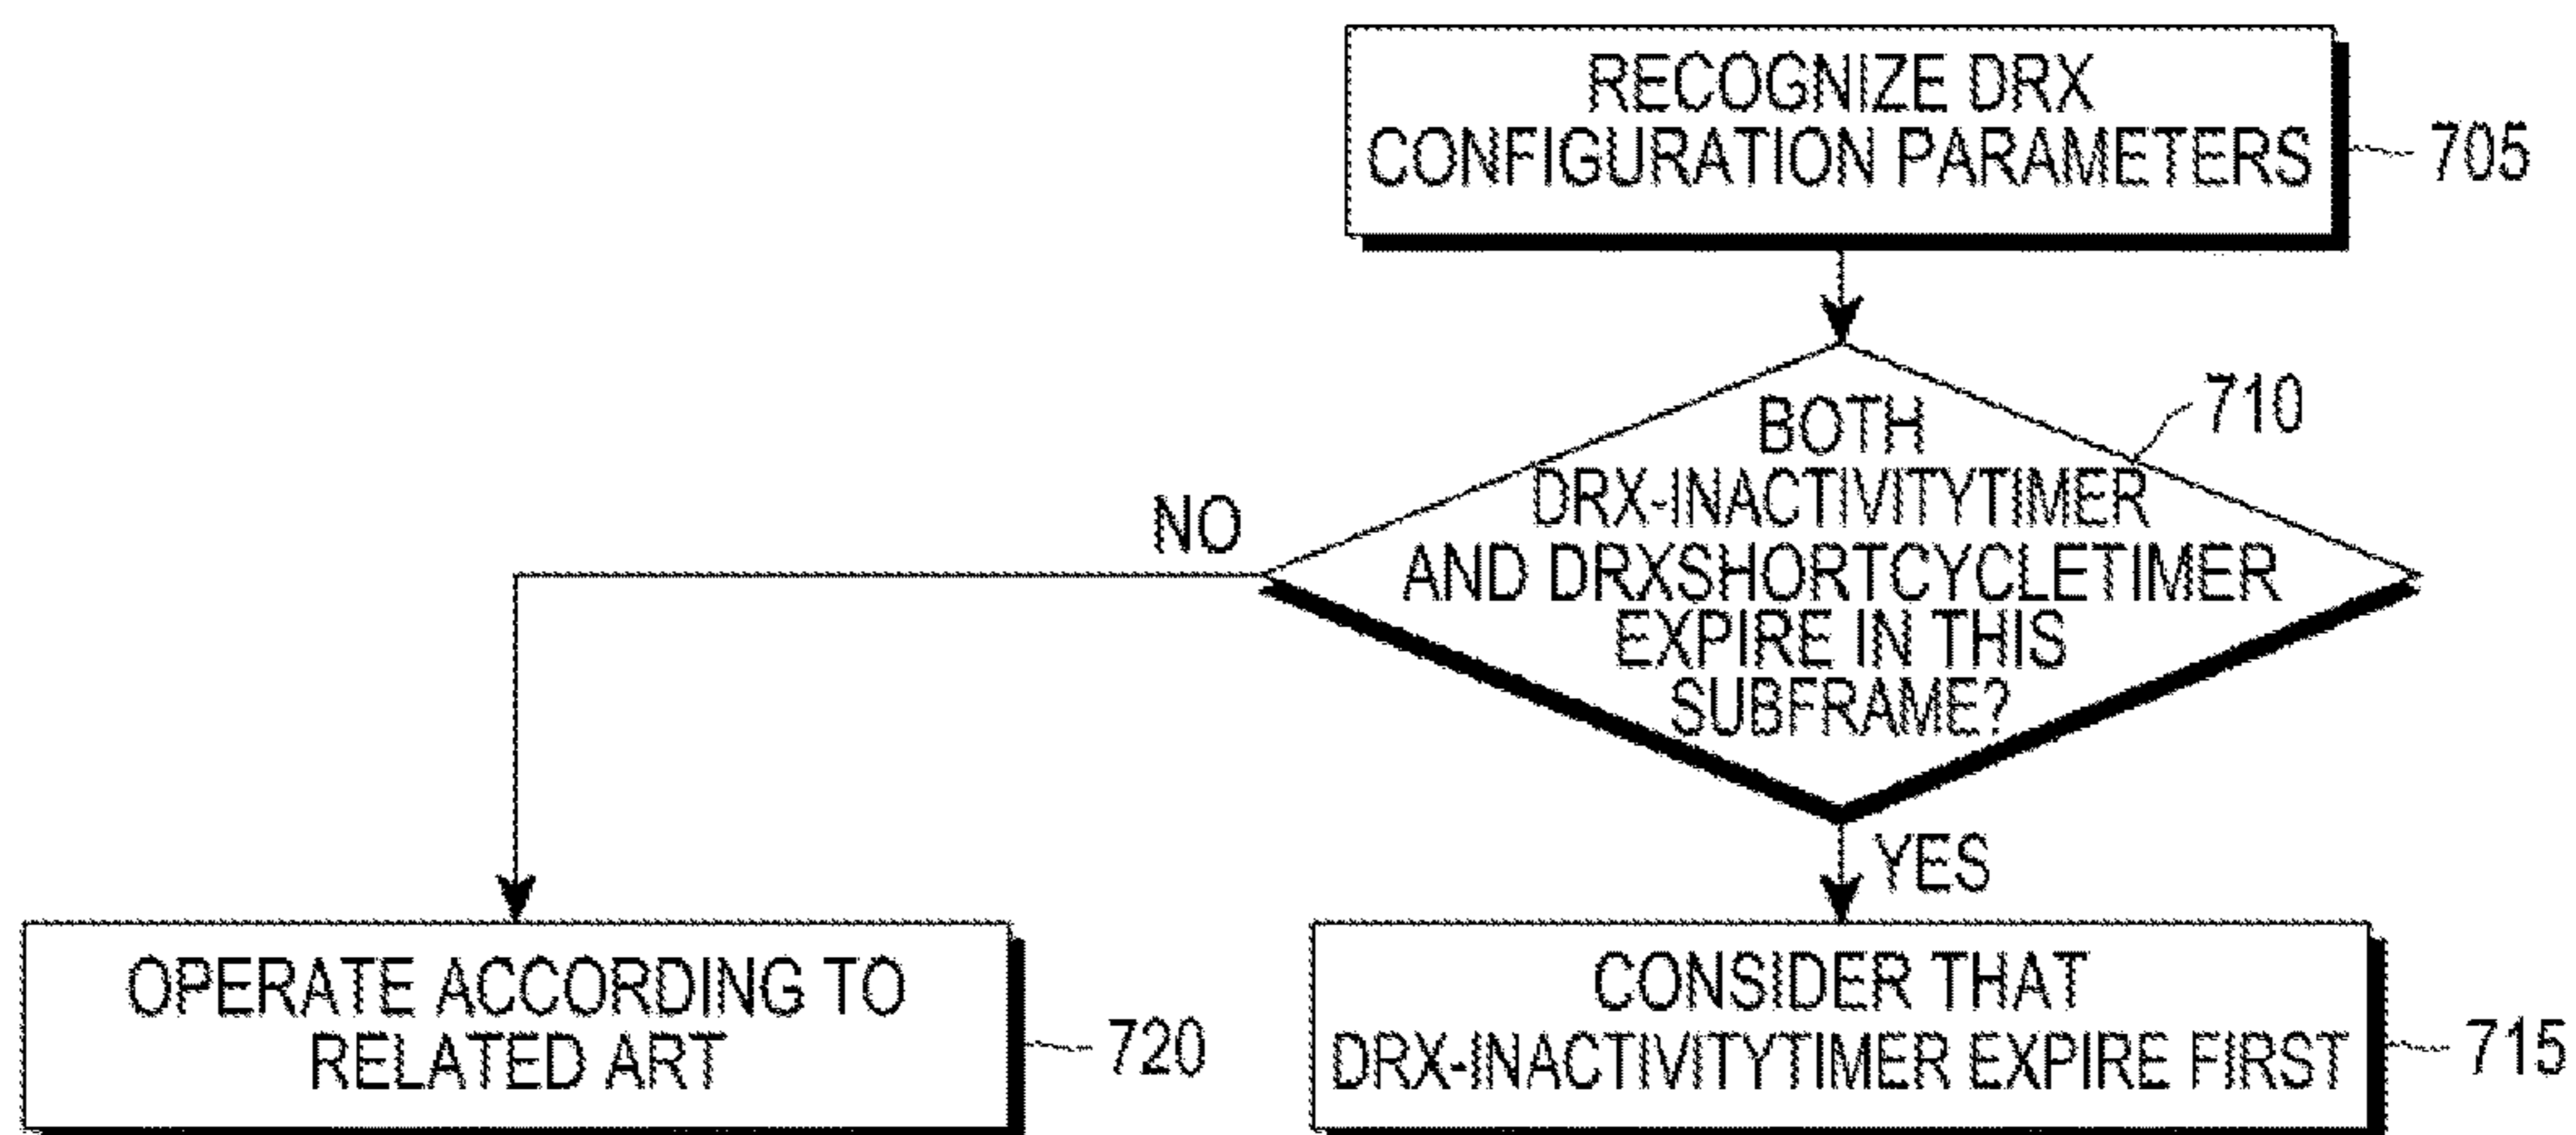 RECOGNIZE DRX
CONFIGURATION PARAMETERS
705
BOTH
DRX-INACTIVITYTIMER
AND DRXSHORTCYCLETIMER
EXPIRE IN THIS
SUBFRAME?
710
NO
YES
OPERATE ACCORDING TO
RELATED ART
720
CONSIDER THAT
DRX-INACTIVITYTIMER EXPIRE FIRST
715